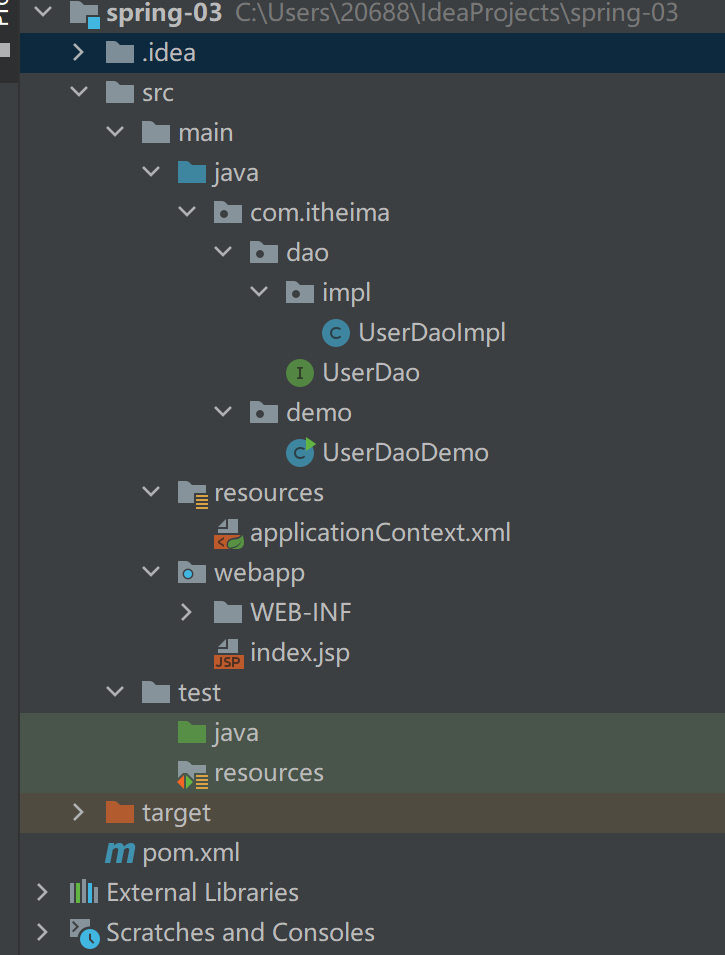 spring-03 C:\Users\20688\IdeaProjects\spring-03
.idea
src
main
java
com.itheima
dao
impl
C UserDaoImpl
I UserDao
demo
C UserDaoDemo
resources
applicationContext.xml
webapp
WEB-INF
JSP index.jsp
test
java
resources
target
m pom.xml
External Libraries
Scratches and Consoles